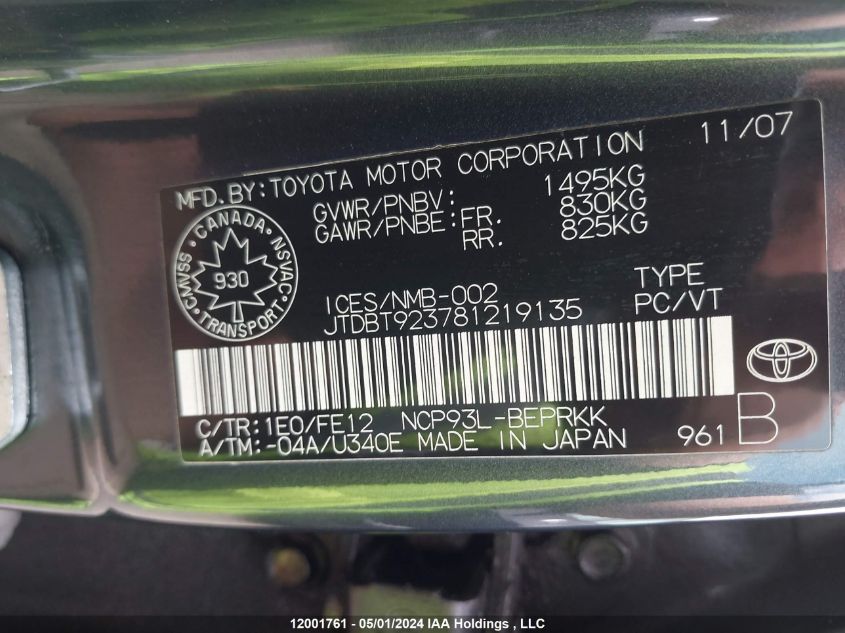 MFD. BY: TOYOTA MOTOR CORPORATION 11/07
GVWR/PNBV: 1495KG
GAWR/PNBE: FR. 830KG
RR. 825KG
CANADA
CMVSS 930 NSVAC
TRANSPORT
ICES/NMB-002 TYPE
JTDBT923781219135 PC/VT
C/TR: 1E0/FE12 NCP93L-BEPRKK
A/TM: -04A/U340E MADE IN JAPAN 961 B
12001761 - 05/01/2024 IAA Holdings , LLC